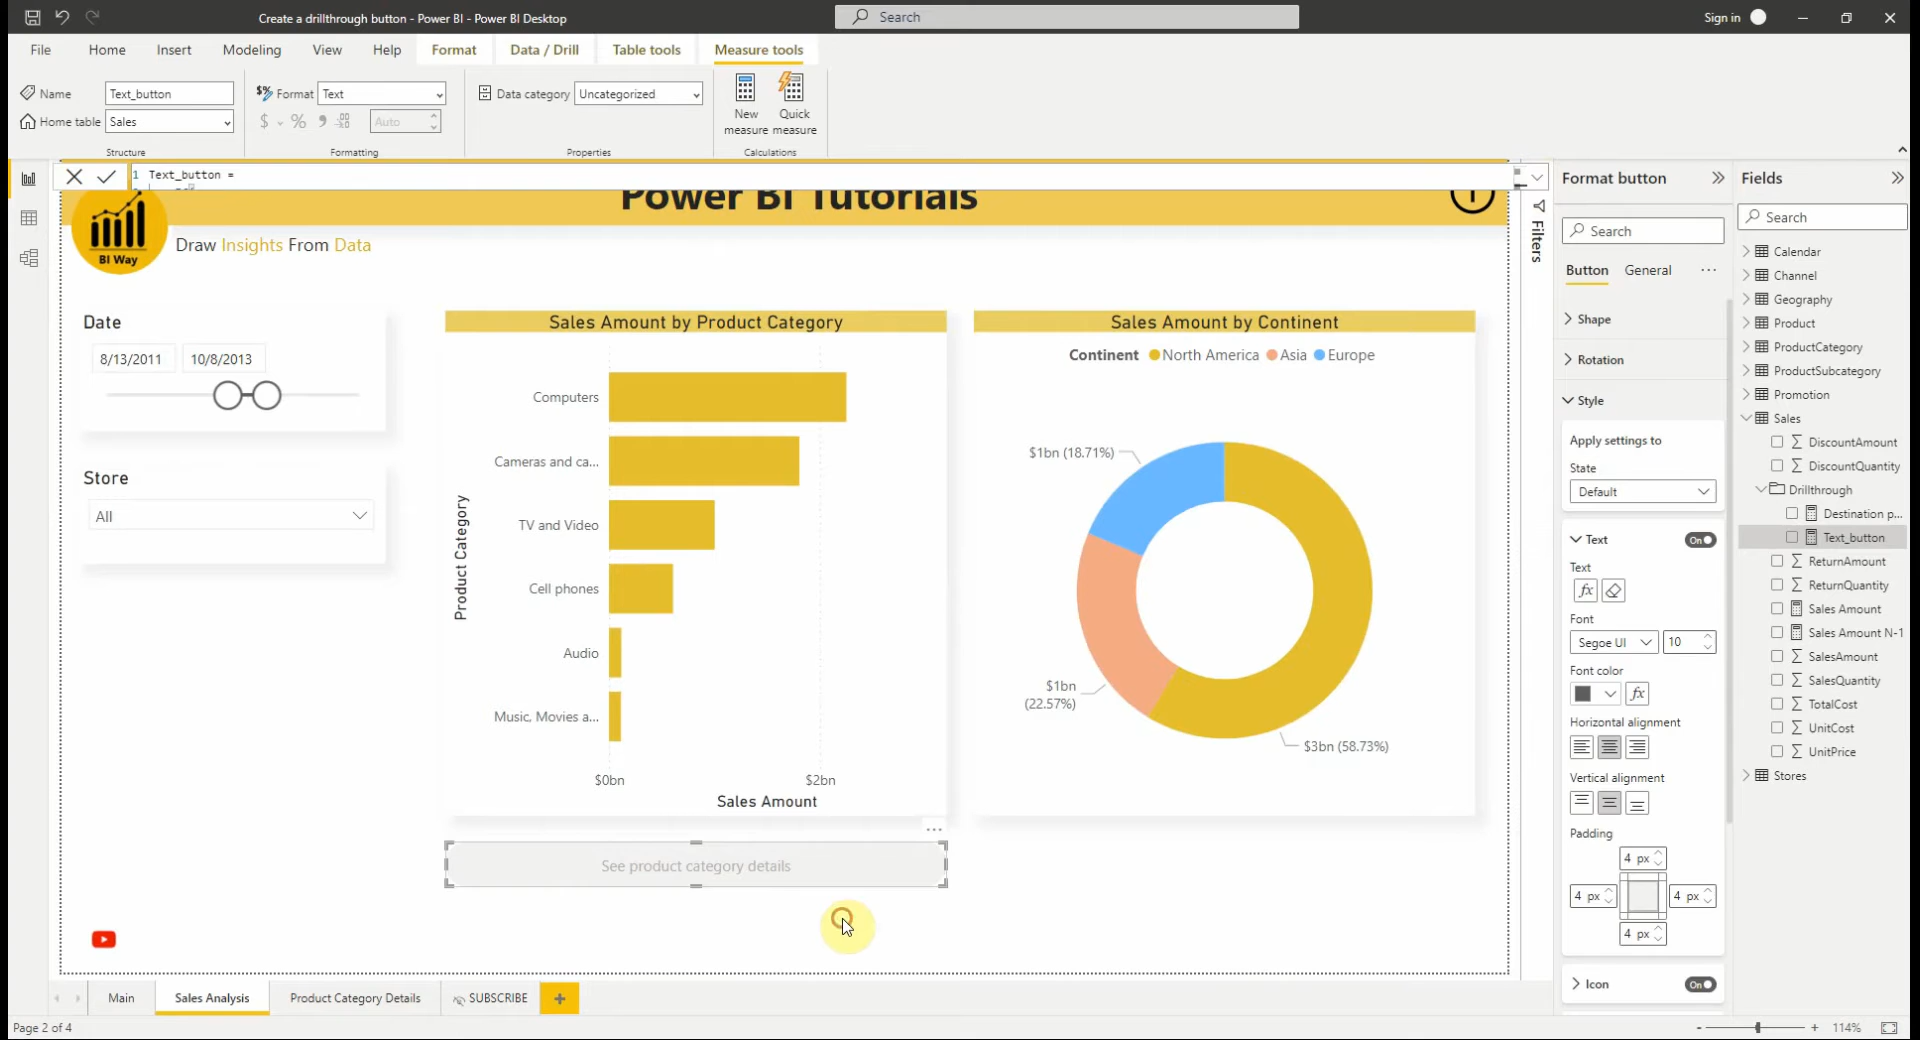 Create a drillthrough button - Power BI - Power BI Desktop
Search
Sign in
File
Home
Insert
Modeling
View
Help
Format
Data / Drill
Table tools
Measure tools
Name
Text_button
Home table
Sales
Structure
$% Format
Text
$ % 9
Auto
Formatting
Data category
Uncategorized
Properties
New
measure
Quick
measure
Calculations
1 Text_button =
Power BI Tutorials
BI Way
Draw Insights From Data
Date
8/13/2011
10/8/2013
Store
All
Sales Amount by Product Category
Product Category
Computers
Cameras and ca...
TV and Video
Cell phones
Audio
Music, Movies a...
$0bn
$2bn
Sales Amount
See product category details
Sales Amount by Continent
Continent North America Asia Europe
$1bn (18.71%)
$1bn
(22.57%)
$3bn (58.73%)
Filters
Format button
Search
Button
General
...
Shape
Rotation
Style
Apply settings to
State
Default
Text
On
Text
fx
Font
Segoe UI
10
Font color
fx
Horizontal alignment
Vertical alignment
Padding
4 px
4 px
4 px
4 px
Icon
On
Fields
Search
Calendar
Channel
Geography
Product
ProductCategory
ProductSubcategory
Promotion
Sales
DiscountAmount
DiscountQuantity
Drillthrough
Destination p...
Text_button
ReturnAmount
ReturnQuantity
Sales Amount
Sales Amount N-1
SalesAmount
SalesQuantity
TotalCost
UnitCost
UnitPrice
Stores
Main
Sales Analysis
Product Category Details
SUBSCRIBE
+
Page 2 of 4
- + 114%